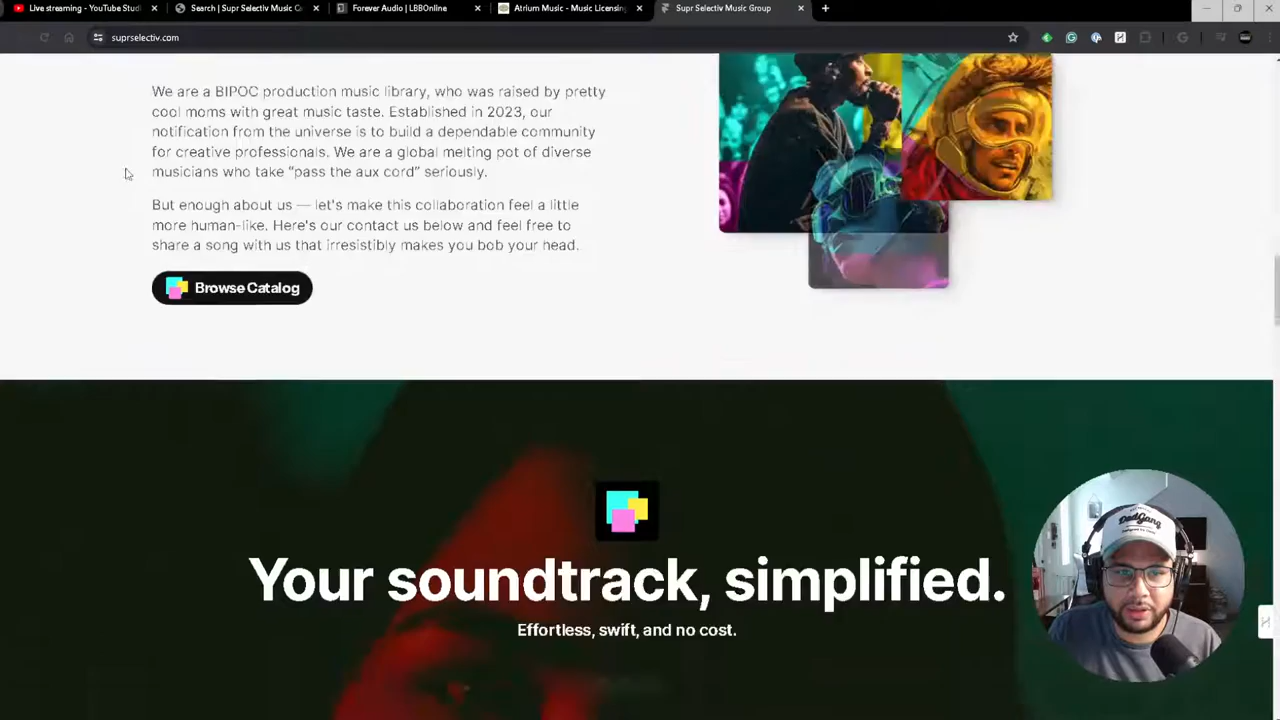 Live streaming - YouTube Studi
Search | Supr Selectiv Music C
Forever Audio | LBBOnline
Atrium Music - Music Licensing
Supr Selectiv Music Group
suprselectiv.com
We are a BIPOC production music library, who was raised by pretty
cool moms with great music taste. Established in 2023, our
notification from the universe is to build a dependable community
for creative professionals. We are a global melting pot of diverse
musicians who take “pass the aux cord” seriously.
But enough about us — let's make this collaboration feel a little
more human-like. Here's our contact us below and feel free to
share a song with us that irresistibly makes you bob your head.
Browse Catalog
Your soundtrack, simplified.
Effortless, swift, and no cost.
DadGang